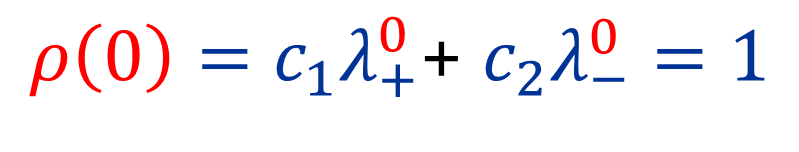 ρ(0) = c₁λ₊⁰ + c₂λ₋⁰ = 1